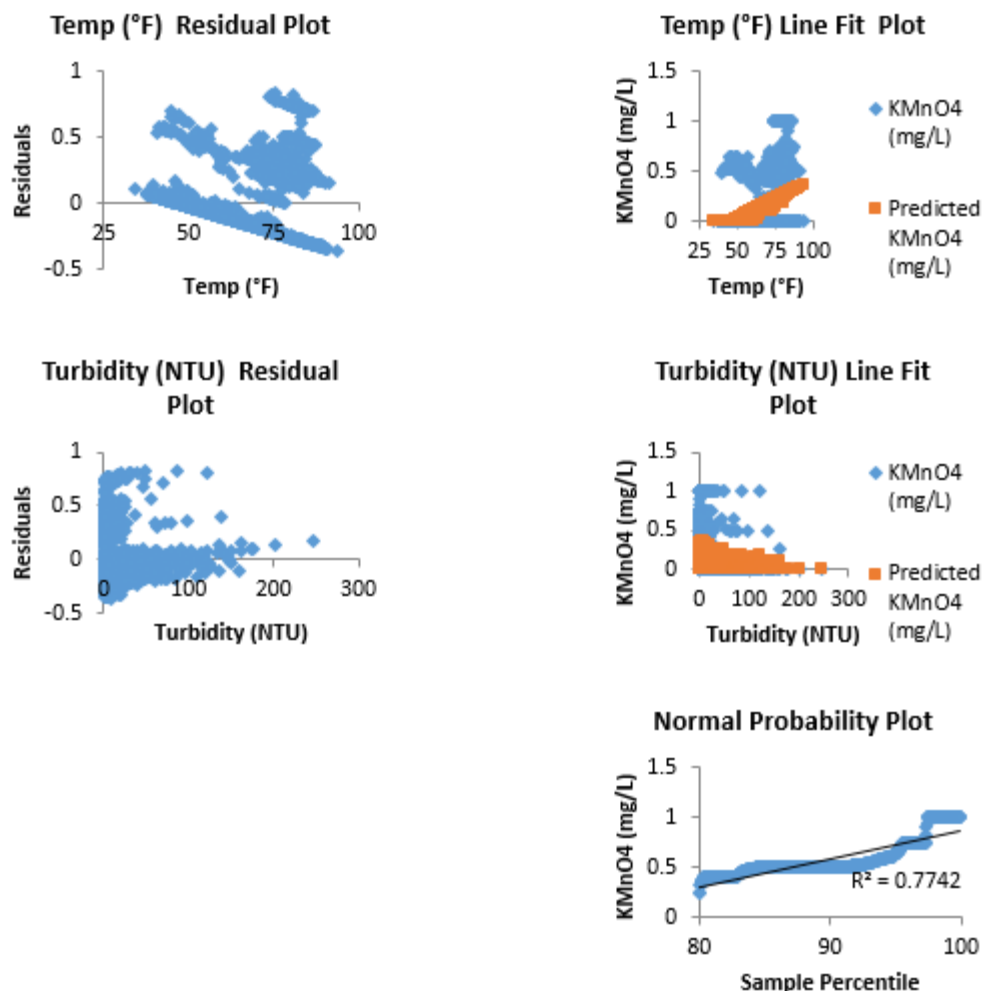 Temp (°F) Residual Plot
1
0.5
0
-0.5
25
50
75
100
Residuals
Temp (°F)
Temp (°F) Line Fit Plot
1.5
1
0.5
0
25 50 75 100
KMnO4 (mg/L)
Temp (°F)
KMnO4
(mg/L)
Predicted
KMnO4
(mg/L)
Turbidity (NTU) Residual
Plot
1
0.5
0
-0.5
0 100 200 300
Residuals
Turbidity (NTU)
Turbidity (NTU) Line Fit
Plot
1.5
1
0.5
0
0 100 200 300
KMnO4 (mg/L)
Turbidity (NTU)
KMnO4
(mg/L)
Predicted
KMnO4
(mg/L)
Normal Probability Plot
1.5
1
0.5
0
R² = 0.7742
80 90 100
KMnO4 (mg/L)
Sample Percentile